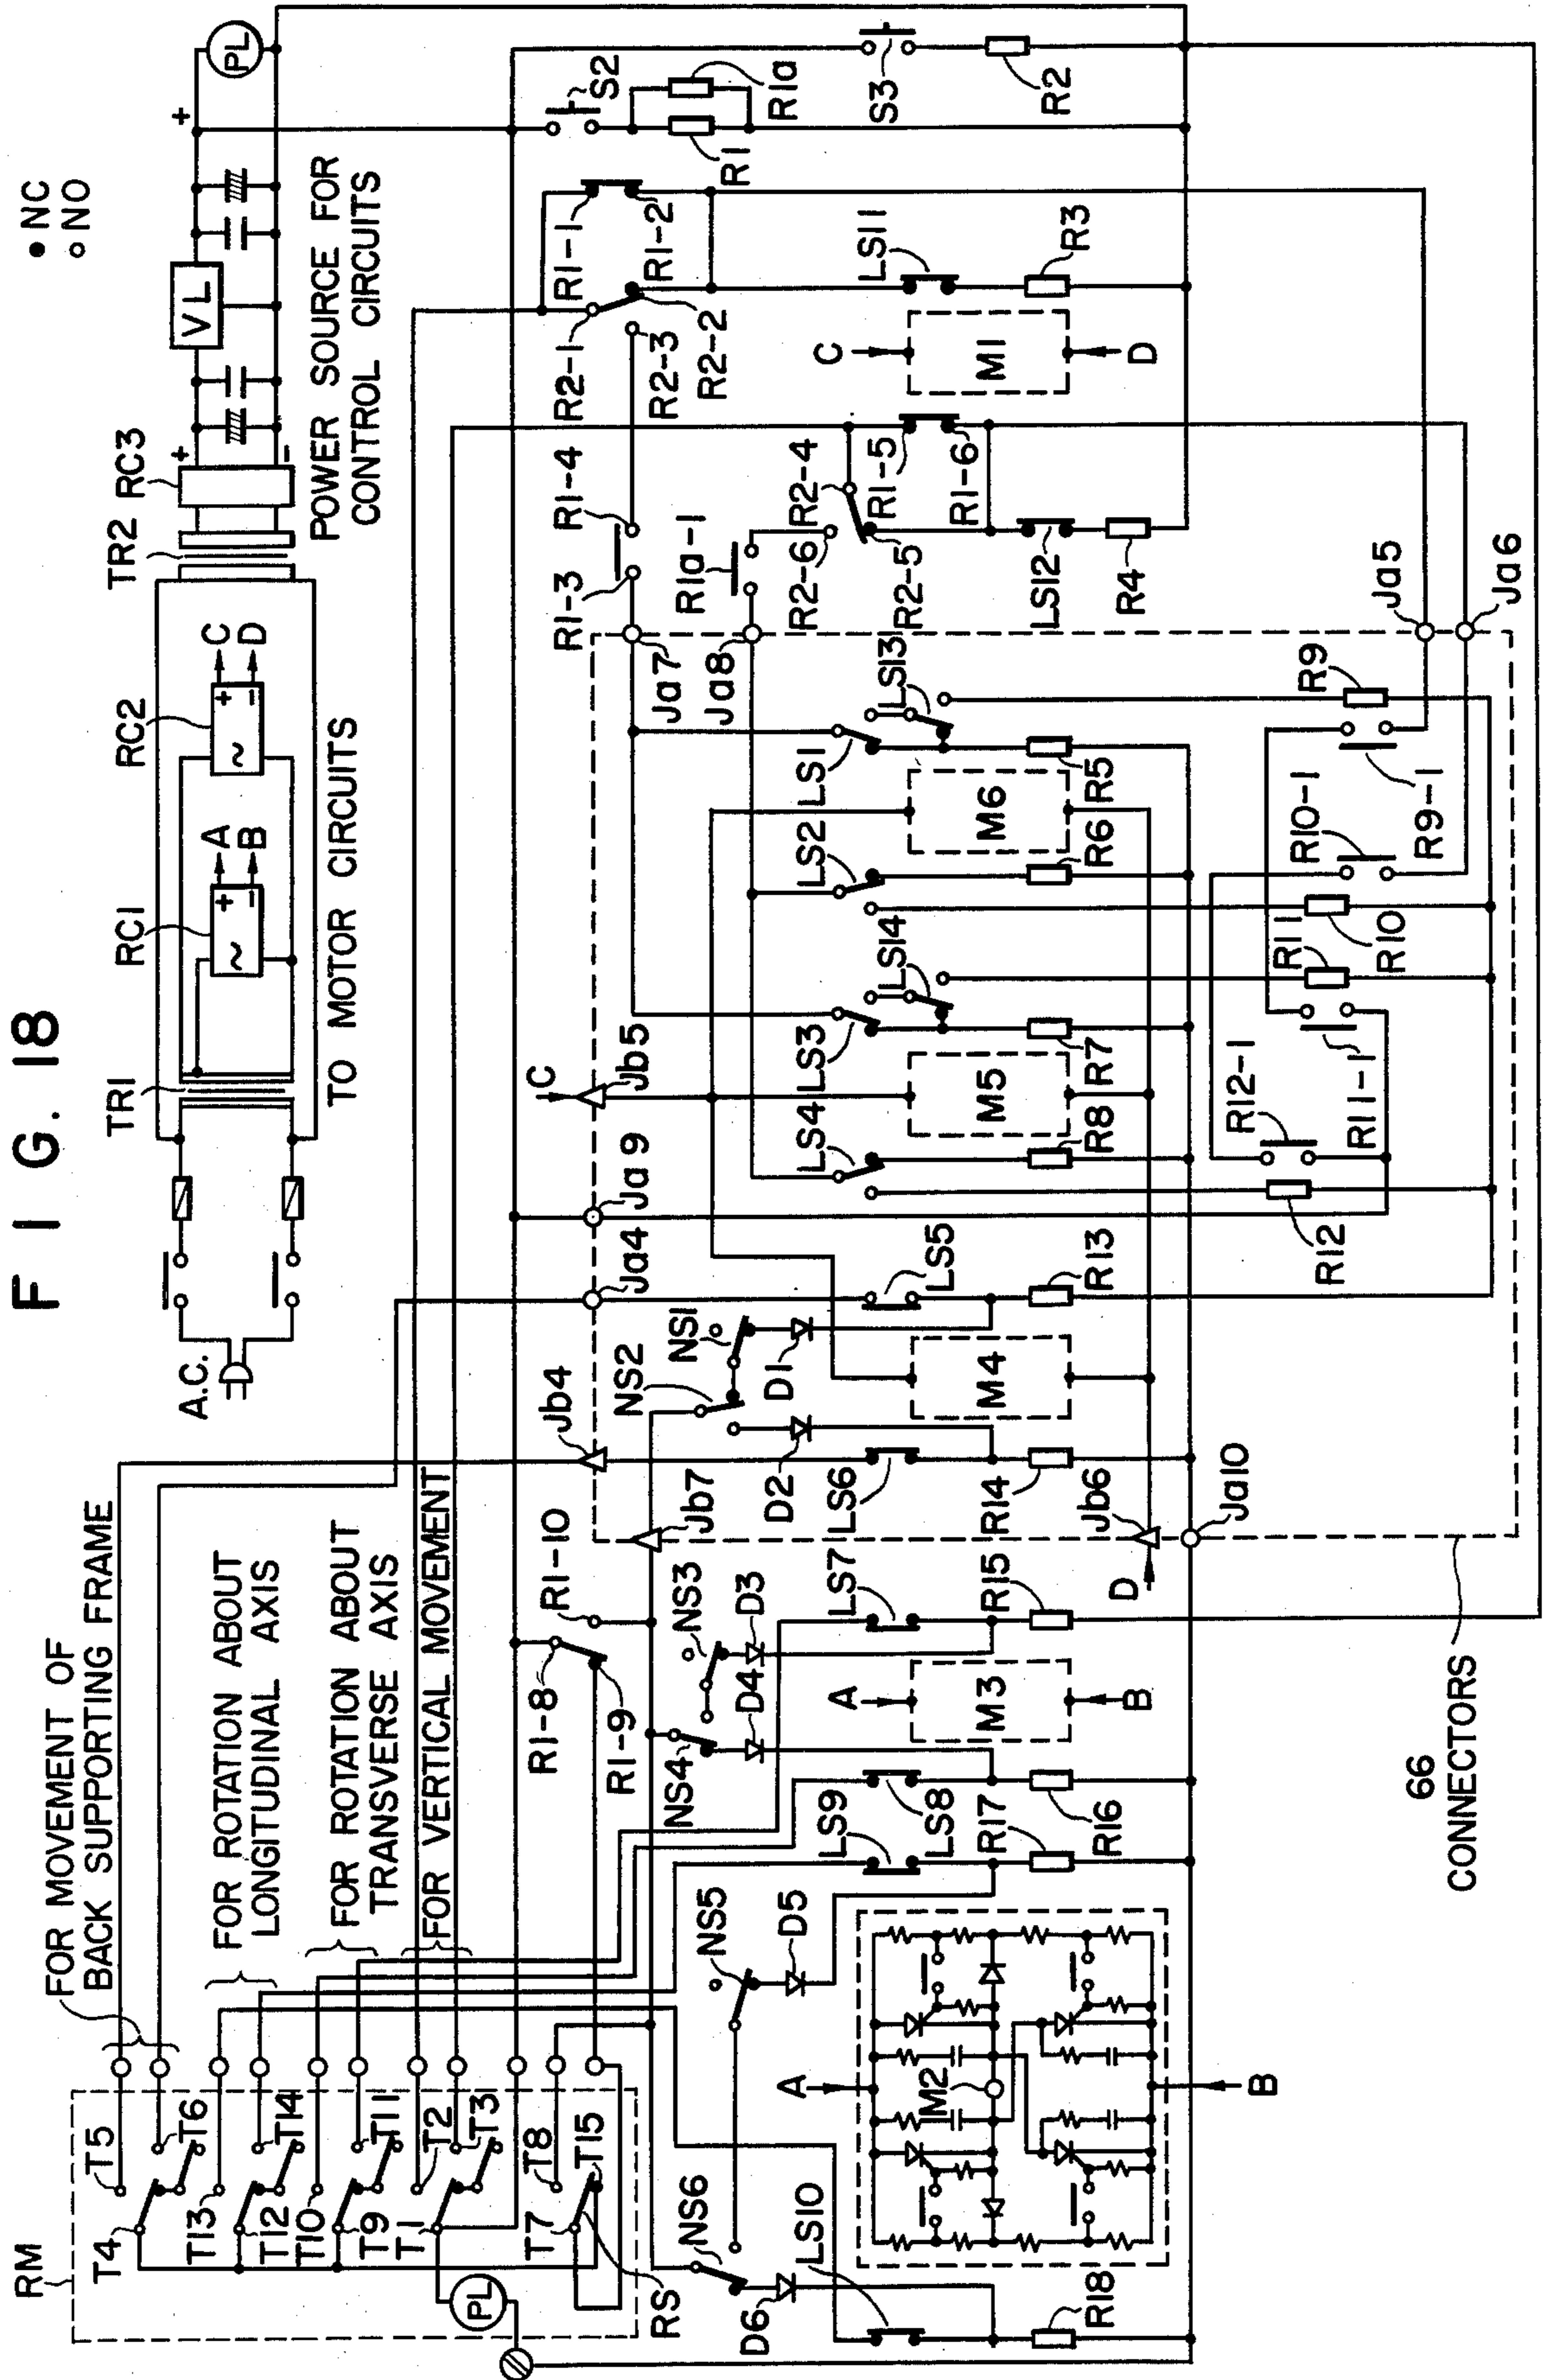 FIG. 18
● NC
○ NO
A.C.
TR1
RC1
A
B
RC2
C
D
TR2
RC3
VL
PL
+
-
+
~
+
-
~
+
-
TO MOTOR CIRCUITS
POWER SOURCE FOR
CONTROL CIRCUITS
FOR MOVEMENT OF
BACK SUPPORTING FRAME
FOR ROTATION ABOUT
LONGITUDINAL AXIS
FOR ROTATION ABOUT
TRANSVERSE AXIS
FOR VERTICAL MOVEMENT
RM
T4
T5
T6
T13
T12
T14
T10
T9
T11
T1
T2
T3
T8
T7
T15
PL
RS
R1-8
R1-10
R1-9
Jb4
Ja4
Ja9
Jb5
C
Jb7
Ja7
Ja8
R1-3
R1-4
R1a-1
R2-1
R1-1
R1-2
R2-3
R2-2
R2-4
R2-6
R2-5
R1-5
R1-6
S2
R1
R1a
S3
R2
LS11
R3
C
M1
D
LS12
R4
NS6
NS5
D6
D5
LS10
R18
A
M2
B
LS9
LS8
R17
R16
NS4
NS3
D4
D3
A
M3
B
LS7
R15
NS2
NS1
D2
D1
LS6
R14
M4
LS5
R13
Jb6
D
Ja10
LS4
LS3
LS14
M5
R8
R7
LS2
LS1
LS13
M6
R6
R5
R12
R12-1
R11-1
R11
R10
R10-1
R9-1
R9
Ja5
Ja6
66
CONNECTORS